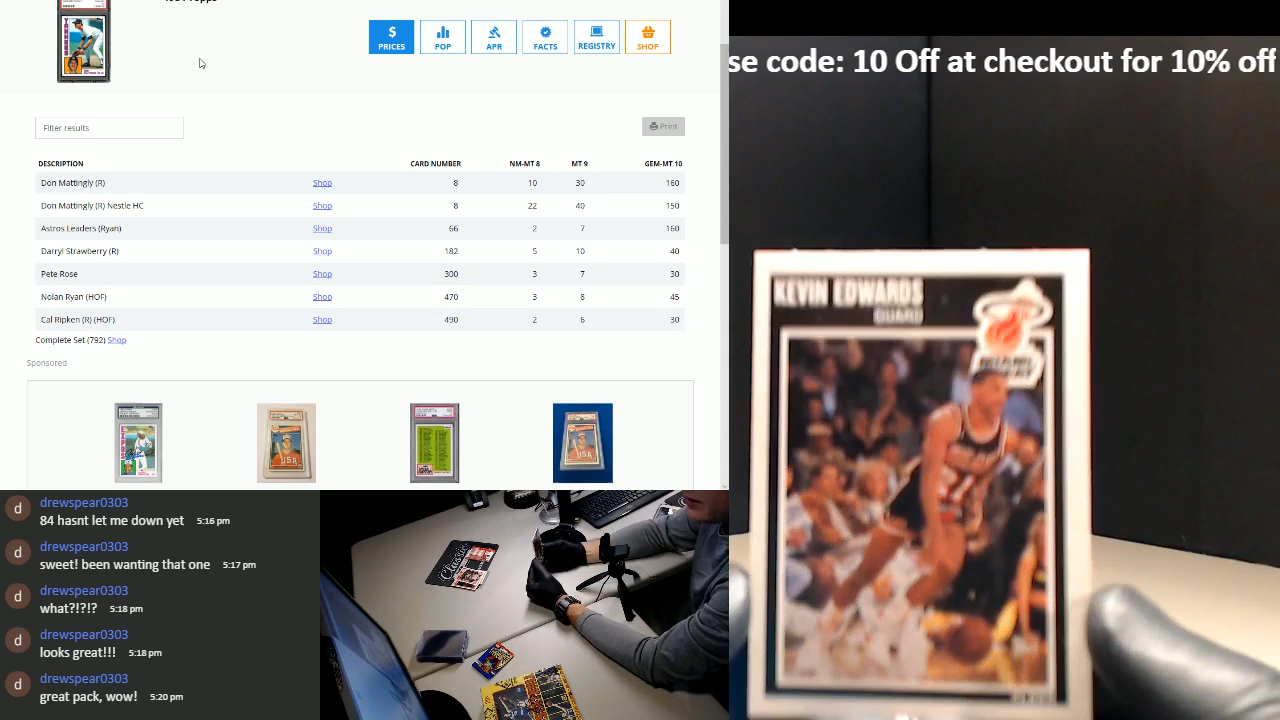 $ PRICES
POP
APR
FACTS
REGISTRY
SHOP
Filter results
Print
DESCRIPTION CARD NUMBER NM-MT 8 MT 9 GEM-MT 10
Don Mattingly (R) Shop 8 10 30 160
Don Mattingly (R) Nestle HC Shop 8 22 40 150
Astros Leaders (Ryan) Shop 66 2 7 160
Darryl Strawberry (R) Shop 182 5 10 40
Pete Rose Shop 300 3 7 30
Nolan Ryan (HOF) Shop 470 3 8 45
Cal Ripken (R) (HOF) Shop 490 2 6 30
Complete Set (792) Shop
Sponsored
d drewspear0303
84 hasnt let me down yet 5:16 pm
d drewspear0303
sweet! been wanting that one 5:17 pm
d drewspear0303
what?!?!? 5:18 pm
d drewspear0303
looks great!!! 5:18 pm
d drewspear0303
great pack, wow! 5:20 pm
Classic
se code: 10 Off at checkout for 10% off
KEVIN EDWARDS
GUARD